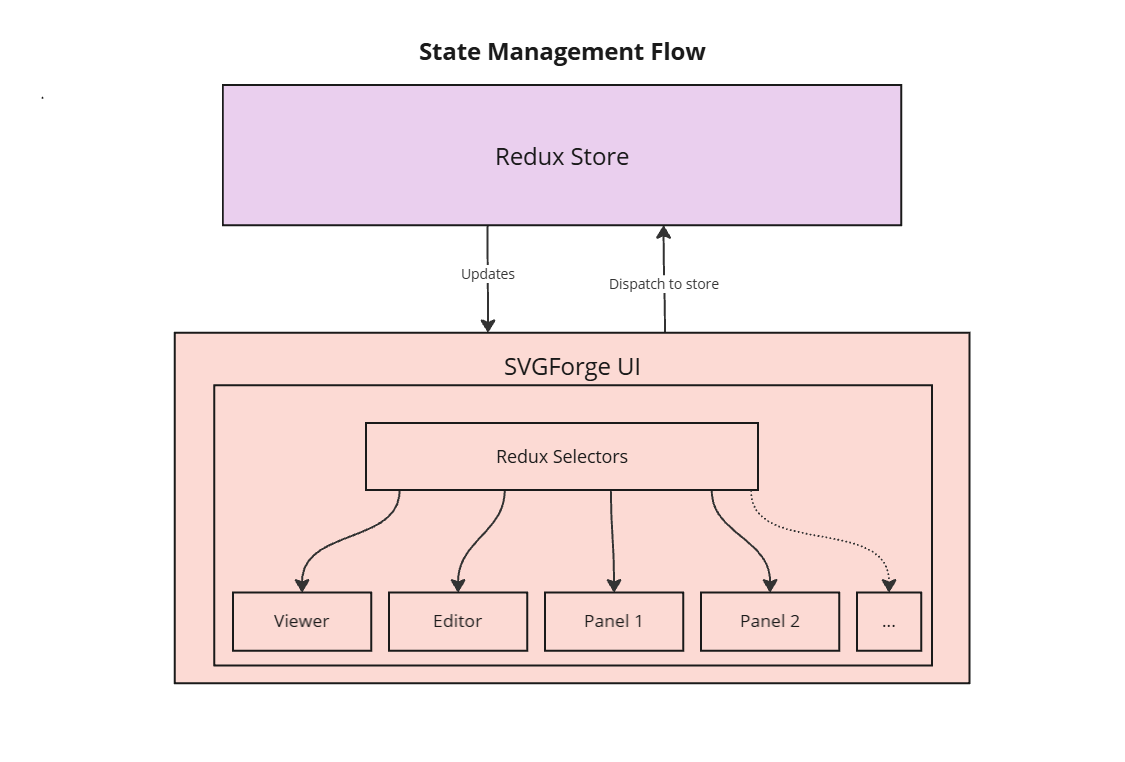 State Management Flow
.
Redux Store
Updates
Dispatch to store
SVGForge UI
Redux Selectors
Viewer
Editor
Panel 1
Panel 2
...